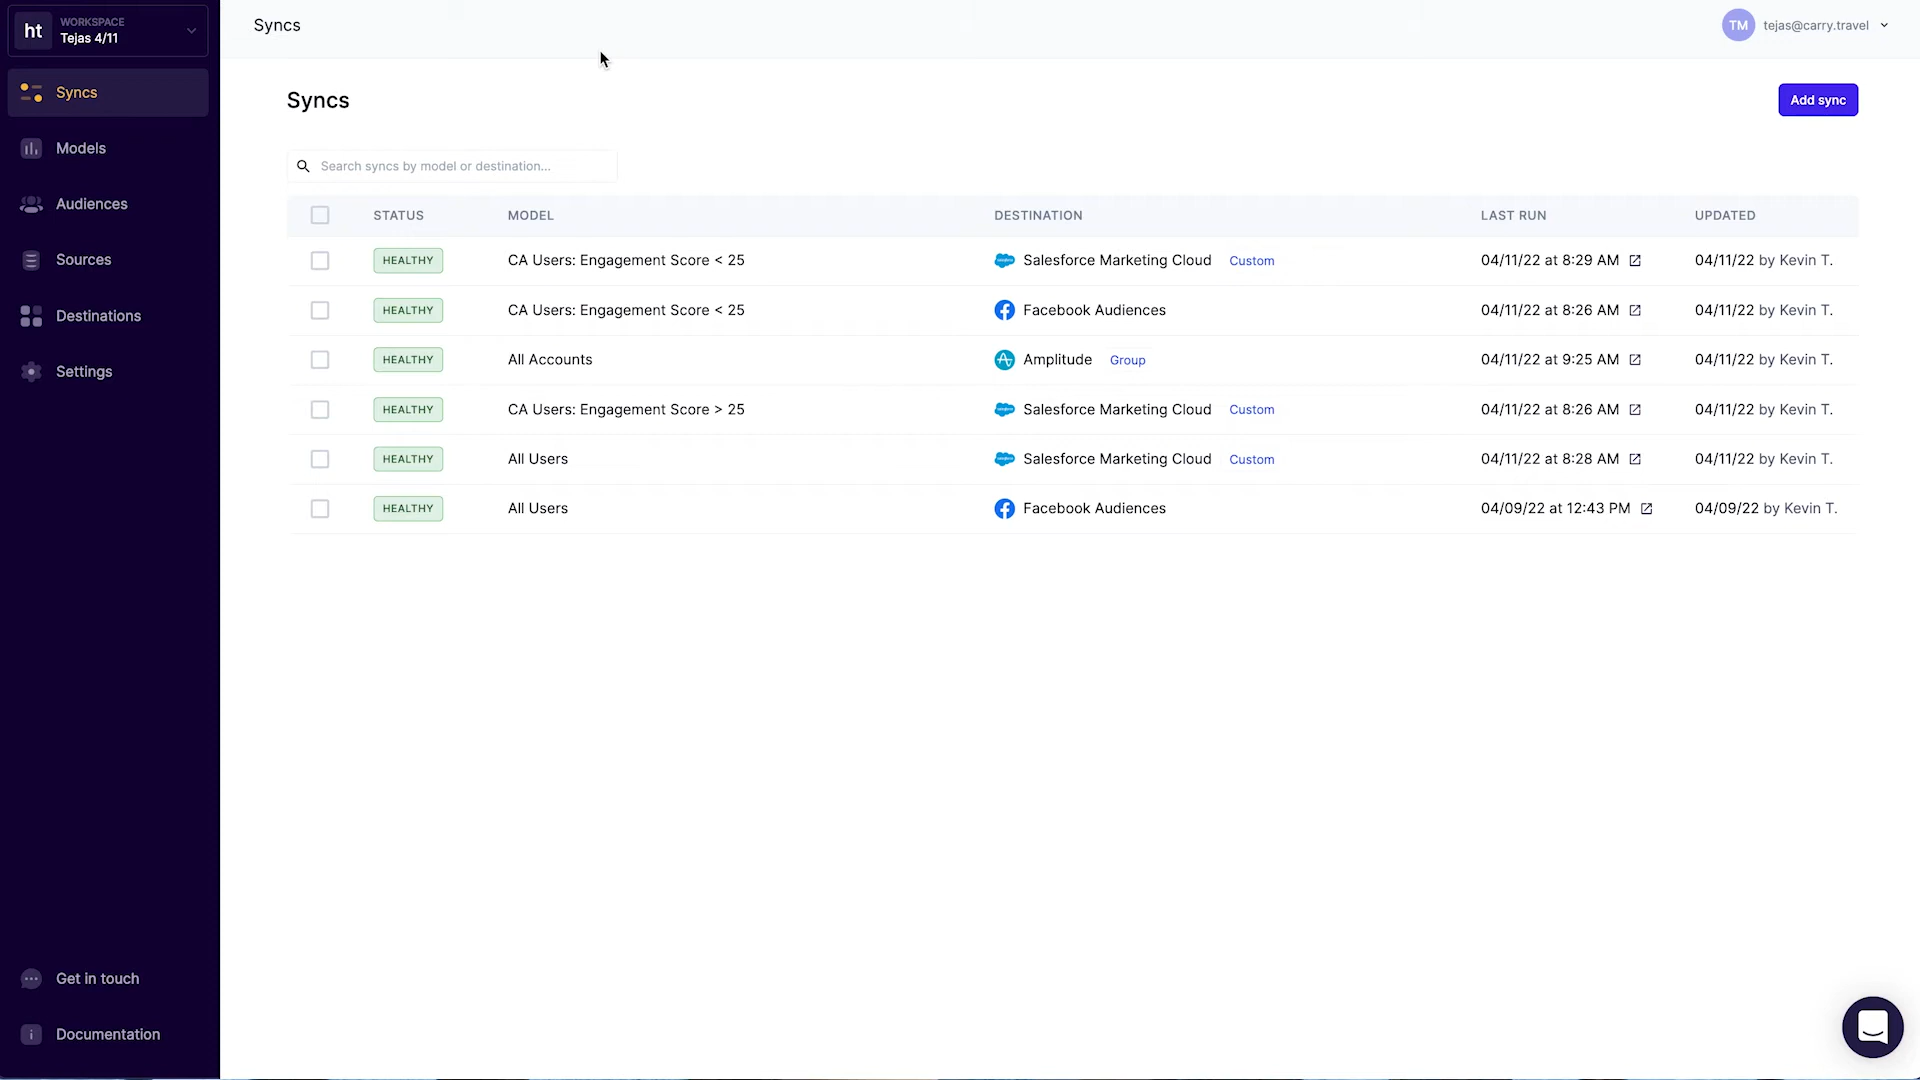 ht
WORKSPACE
Tejas 4/11
Syncs
Models
Audiences
Sources
Destinations
Settings
Get in touch
Documentation
Syncs
TM tejas@carry.travel
Syncs
Add sync
Search syncs by model or destination...
STATUS MODEL DESTINATION LAST RUN UPDATED
HEALTHY CA Users: Engagement Score < 25 Salesforce Marketing Cloud Custom 04/11/22 at 8:29 AM 04/11/22 by Kevin T.
HEALTHY CA Users: Engagement Score < 25 Facebook Audiences 04/11/22 at 8:26 AM 04/11/22 by Kevin T.
HEALTHY All Accounts Amplitude Group 04/11/22 at 9:25 AM 04/11/22 by Kevin T.
HEALTHY CA Users: Engagement Score > 25 Salesforce Marketing Cloud Custom 04/11/22 at 8:26 AM 04/11/22 by Kevin T.
HEALTHY All Users Salesforce Marketing Cloud Custom 04/11/22 at 8:28 AM 04/11/22 by Kevin T.
HEALTHY All Users Facebook Audiences 04/09/22 at 12:43 PM 04/09/22 by Kevin T.